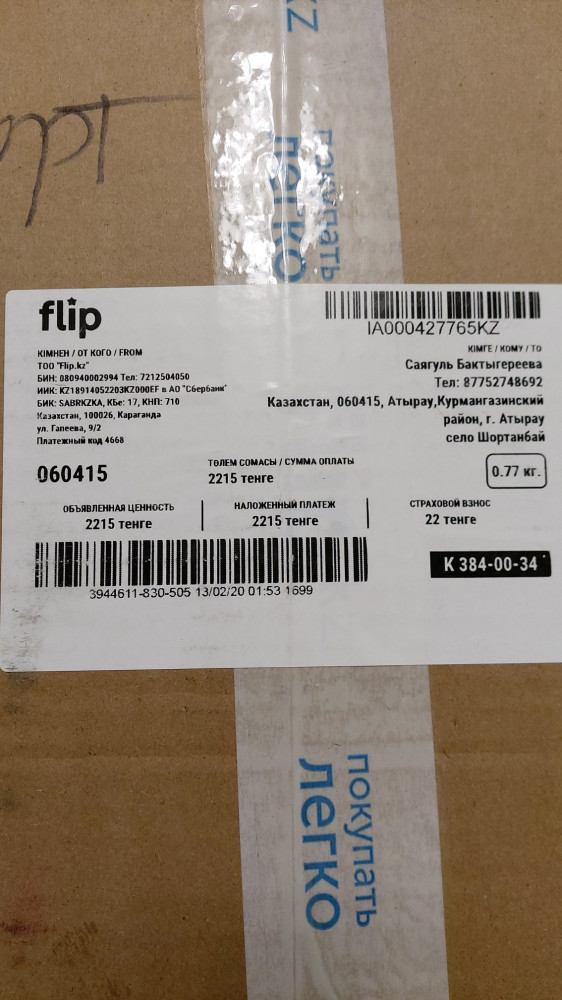 KZ
покупать
легко
орт
flip
IA000427765KZ
КІМНЕН / ОТ КОГО / FROM
ТОО "Flip.kz"
БИН: 080940002994 Тел: 7212504050
ИИК: KZ18914052203KZ000EF в АО "Сбербанк"
БИК: SABRKZKA, КБе: 17, КНП: 710
Казахстан, 100026, Караганда
ул. Гапеева, 9/2
Платежный код 4668
КІМГЕ / КОМУ / TO
Саягуль Бактыгереева
Тел: 87752748692
Казахстан, 060415, Атырау,Курмангазинский
район, г. Атырау
село Шортанбай
060415
ТӨЛЕМ СОМАСЫ / СУММА ОПЛАТЫ
2215 тенге
0.77 кг.
ОБЪЯВЛЕННАЯ ЦЕННОСТЬ
2215 тенге
НАЛОЖЕННЫЙ ПЛАТЕЖ
2215 тенге
СТРАХОВОЙ ВЗНОС
22 тенге
K 384-00-34
3944611-830-505 13/02/20 01:53 1699
покупать
легко